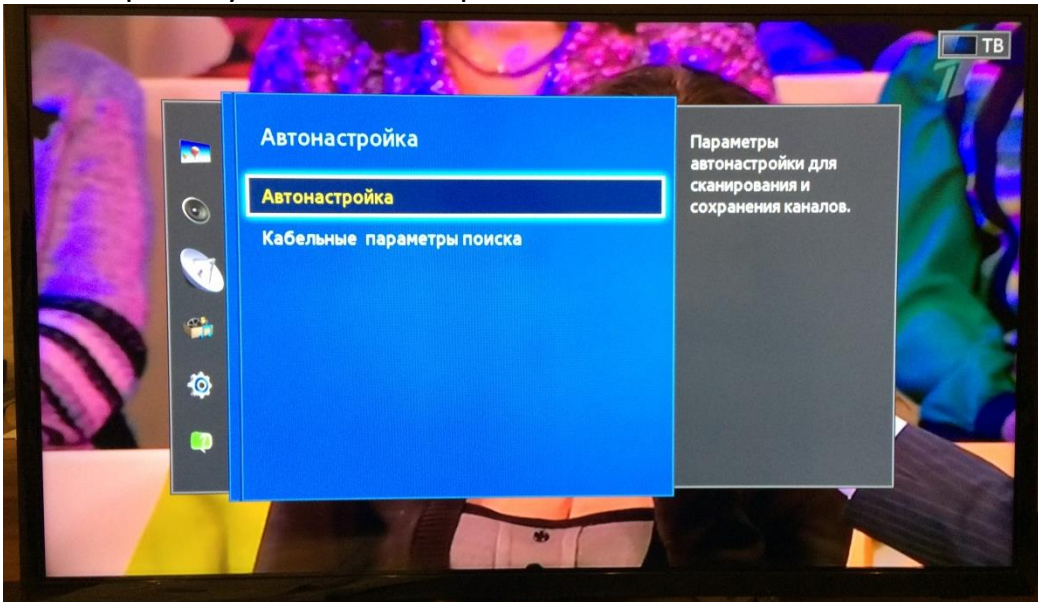 ТВ
Автонастройка
Автонастройка
Кабельные параметры поиска
Параметры
автонастройки для
сканирования и
сохранения каналов.